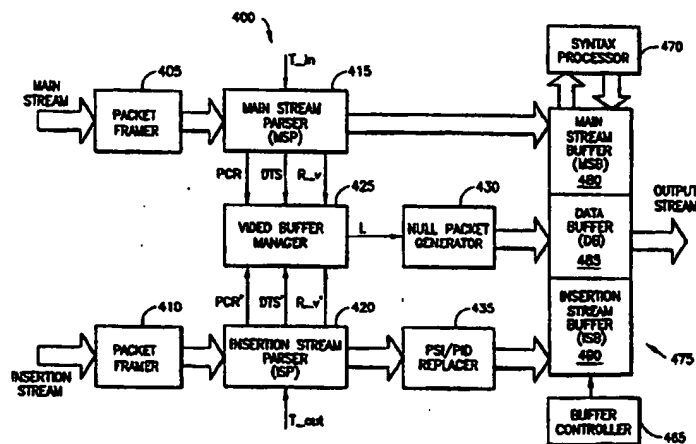 400
T_in
SYNTAX
PROCESSOR
470
MAIN
STREAM
405
PACKET
FRAMER
415
MAIN STREAM
PARSER
(MSP)
MAIN
STREAM
BUFFER
(MSB)
480
PCR DTS R_v
425
VIDEO BUFFER
MANAGER
L
430
NULL PACKET
GENERATOR
DATA
BUFFER
(DB)
485
OUTPUT
STREAM
PCR' DTS' R_v'
410
PACKET
FRAMER
INSERTION
STREAM
420
INSERTION STREAM
PARSER
(ISP)
T_out
435
PSI/PID
REPLACER
INSERTION
STREAM
BUFFER
(ISB)
490
475
BUFFER
CONTROLLER
465